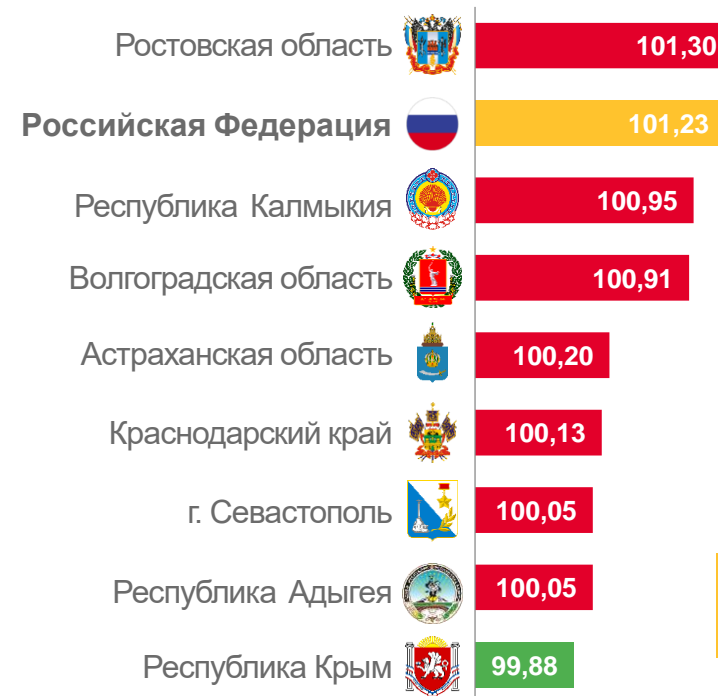 Ростовская область 101,30
Российская Федерация 101,23
Республика Калмыкия 100,95
Волгоградская область 100,91
Астраханская область 100,20
Краснодарский край 100,13
г. Севастополь 100,05
Республика Адыгея 100,05
Республика Крым 99,88